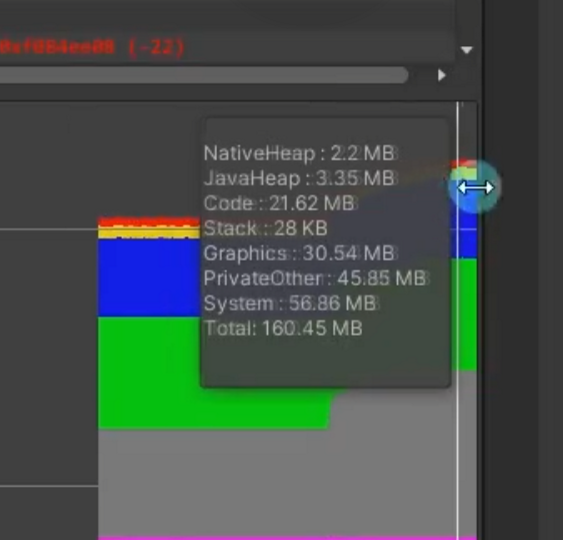 (-22)
NativeHeap : 2.2 MB
JavaHeap : 3.35 MB
Code : 21.62 MB
Stack : 28 KB
Graphics : 30.54 MB
PrivateOther : 45.85 MB
System : 56.86 MB
Total: 160.45 MB